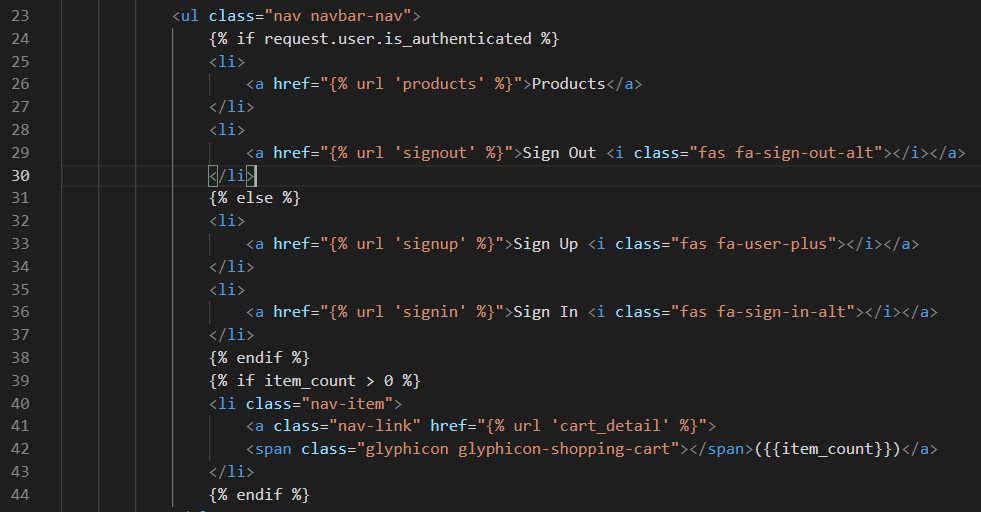 23 <ul class="nav navbar-nav">
24 {% if request.user.is_authenticated %}
25 <li>
26 <a href="{% url 'products' %}">Products</a>
27 </li>
28 <li>
29 <a href="{% url 'signout' %}">Sign Out <i class="fas fa-sign-out-alt"></i></a>
30 </li>
31 {% else %}
32 <li>
33 <a href="{% url 'signup' %}">Sign Up <i class="fas fa-user-plus"></i></a>
34 </li>
35 <li>
36 <a href="{% url 'signin' %}">Sign In <i class="fas fa-sign-in-alt"></i></a>
37 </li>
38 {% endif %}
39 {% if item_count > 0 %}
40 <li class="nav-item">
41 <a class="nav-link" href="{% url 'cart_detail' %}">
42 <span class="glyphicon glyphicon-shopping-cart"></span>({{item_count}})</a>
43 </li>
44 {% endif %}